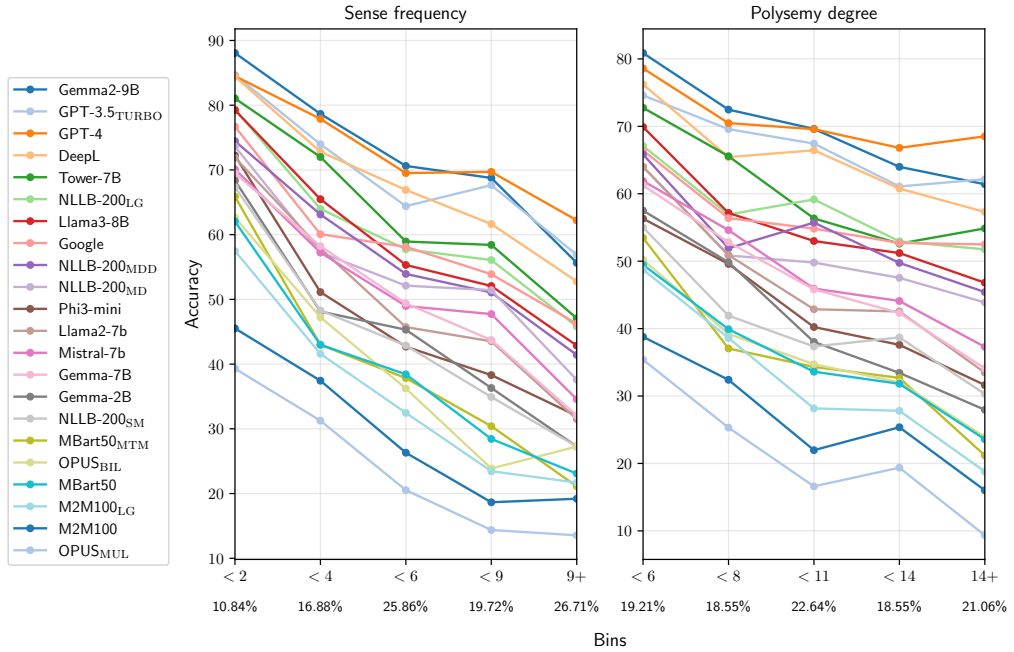 Sense frequency
Polysemy degree
Gemma2-9B
GPT-3.5TURBO
GPT-4
DeepL
Tower-7B
NLLB-200LG
Llama3-8B
Google
NLLB-200MDD
NLLB-200MD
Phi3-mini
Llama2-7b
Mistral-7b
Gemma-7B
Gemma-2B
NLLB-200SM
MBart50MTM
OPUSBIL
MBart50
M2M100LG
M2M100
OPUSMUL
Accuracy
90
80
70
60
50
40
30
20
10
80
70
60
50
40
30
20
10
< 2 < 4 < 6 < 9 9+
10.84% 16.88% 25.86% 19.72% 26.71%
< 6 < 8 < 11 < 14 14+
19.21% 18.55% 22.64% 18.55% 21.06%
Bins